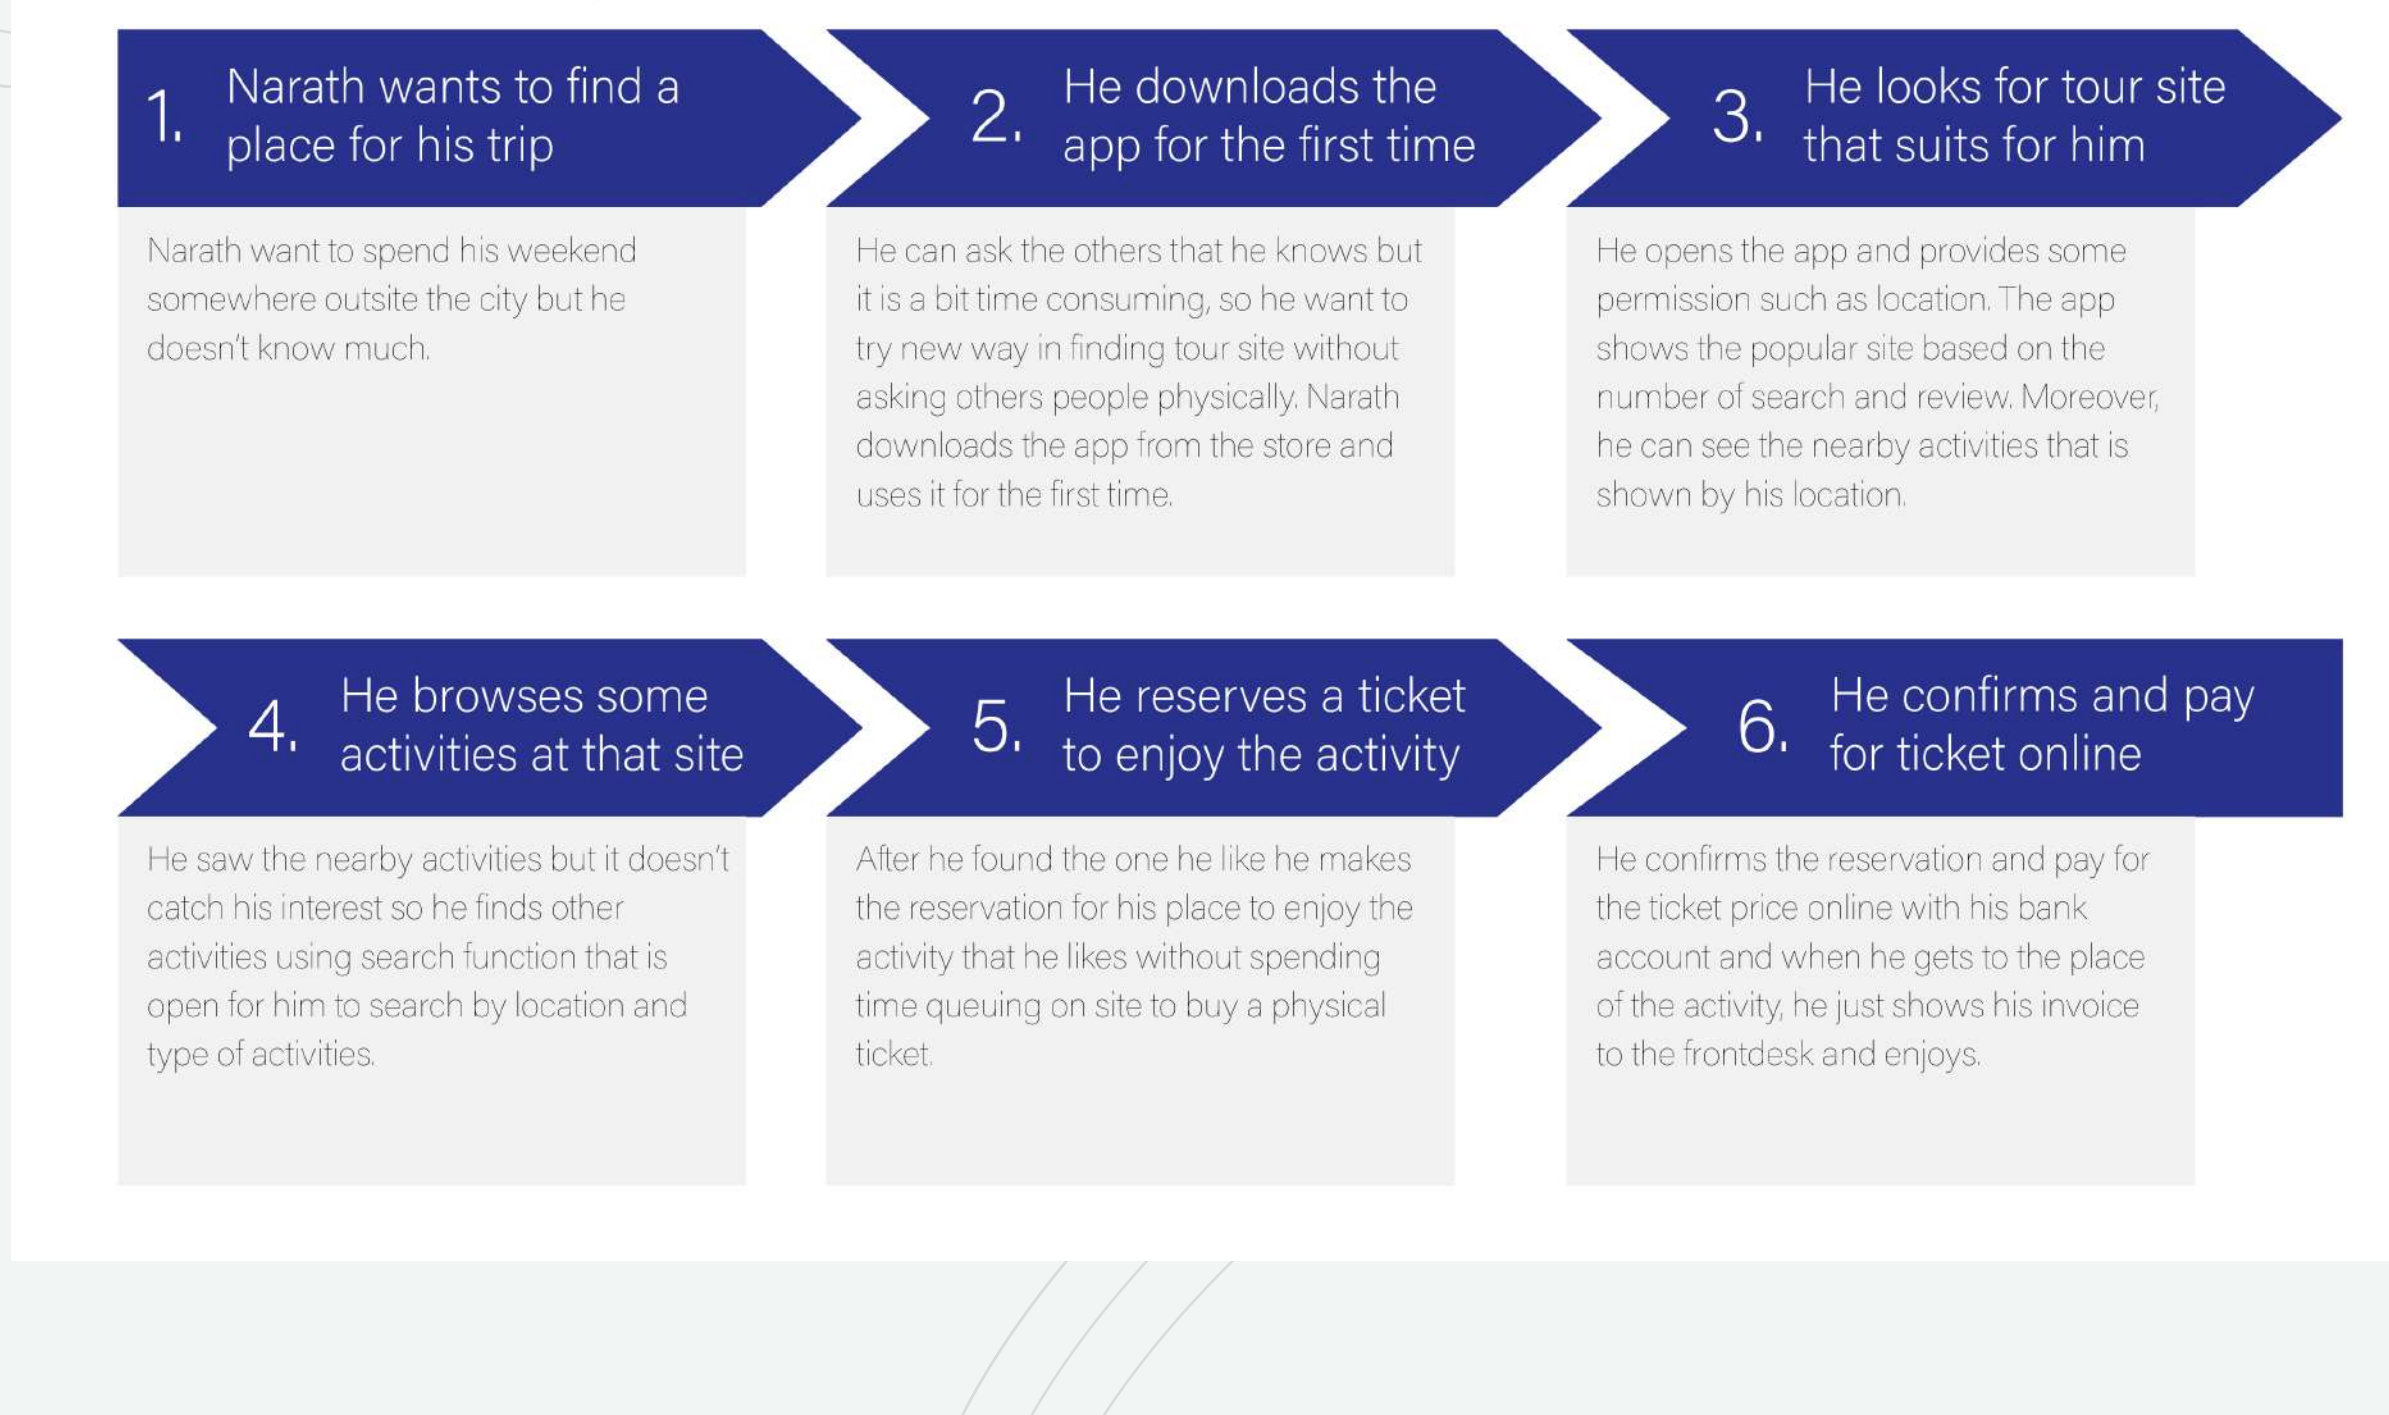 1. Narath wants to find a
place for his trip
Narath want to spend his weekend
somewhere outsite the city but he
doesn't know much.
2. He downloads the
app for the first time
He can ask the others that he knows but
it is a bit time consuming, so he want to
try new way in finding tour site without
asking others people physically. Narath
downloads the app from the store and
uses it for the first time.
3. He looks for tour site
that suits for him
He opens the app and provides some
permission such as location. The app
shows the popular site based on the
number of search and review. Moreover,
he can see the nearby activities that is
shown by his location.
4. He browses some
activities at that site
He saw the nearby activities but it doesn't
catch his interest so he finds other
activities using search function that is
open for him to search by location and
type of activities.
5. He reserves a ticket
to enjoy the activity
After he found the one he like he makes
the reservation for his place to enjoy the
activity that he likes without spending
time queuing on site to buy a physical
ticket.
6. He confirms and pay
for ticket online
He confirms the reservation and pay for
the ticket price online with his bank
account and when he gets to the place
of the activity, he just shows his invoice
to the frontdesk and enjoys.